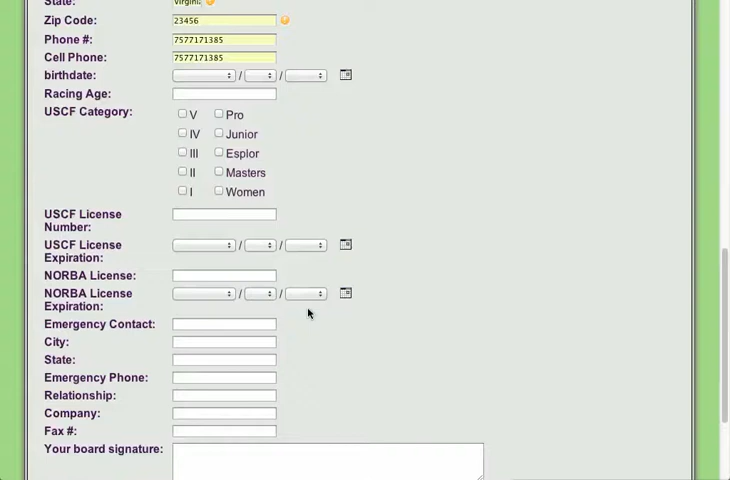 State: Virginia
Zip Code: 23456
Phone #: 7577171385
Cell Phone: 7577171385
birthdate: / /
Racing Age:
USCF Category: V Pro
IV Junior
III Esplor
II Masters
I Women
USCF License
Number:
USCF License
Expiration: / /
NORBA License:
NORBA License
Expiration: / /
Emergency Contact:
City:
State:
Emergency Phone:
Relationship:
Company:
Fax #:
Your board signature: